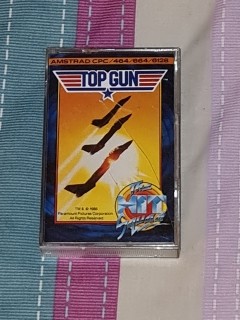 AMSTRAD CPC/464/664/6128
TOP GUN
THE
HIT
SQUAD
TM & © 1986
Paramount Pictures Corporation.
All Rights Reserved.